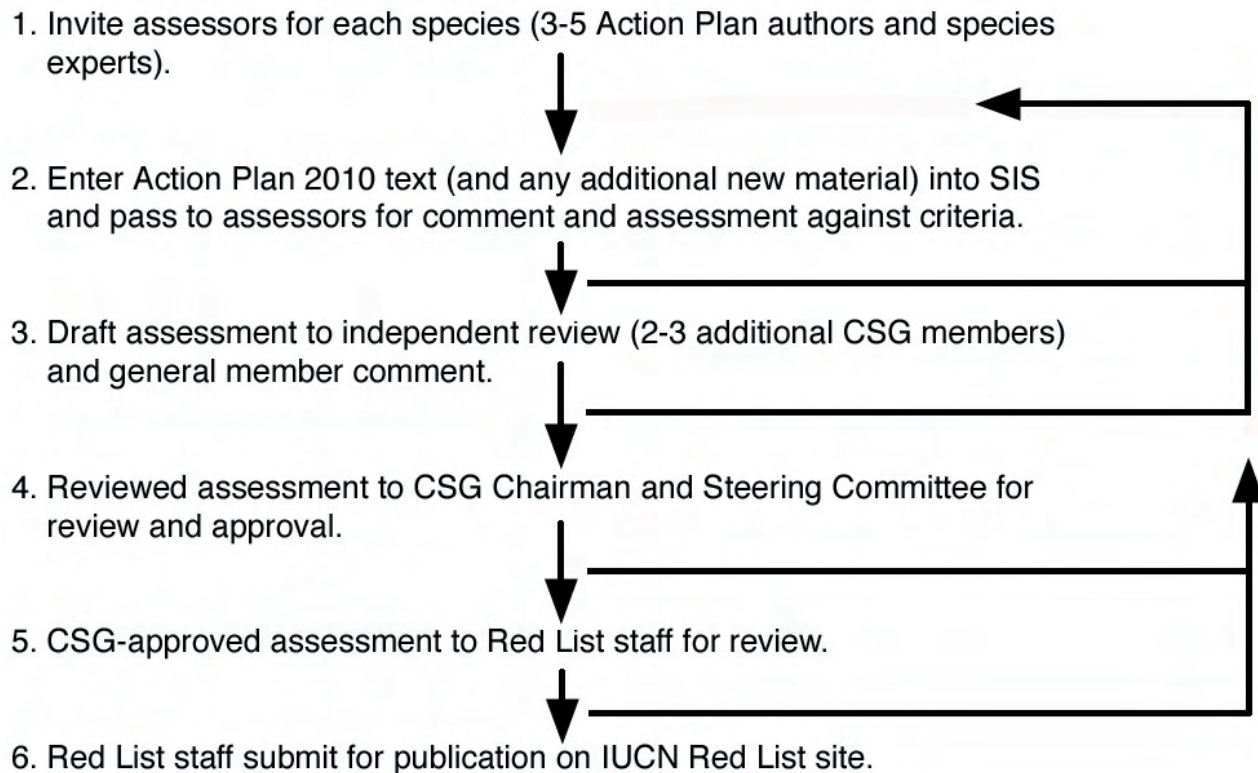 1. Invite assessors for each species (3-5 Action Plan authors and species
experts).
2. Enter Action Plan 2010 text (and any additional new material) into SIS
and pass to assessors for comment and assessment against criteria.
3. Draft assessment to independent review (2-3 additional CSG members)
and general member comment.
4. Reviewed assessment to CSG Chairman and Steering Committee for
review and approval.
5. CSG-approved assessment to Red List staff for review.
6. Red List staff submit for publication on IUCN Red List site.